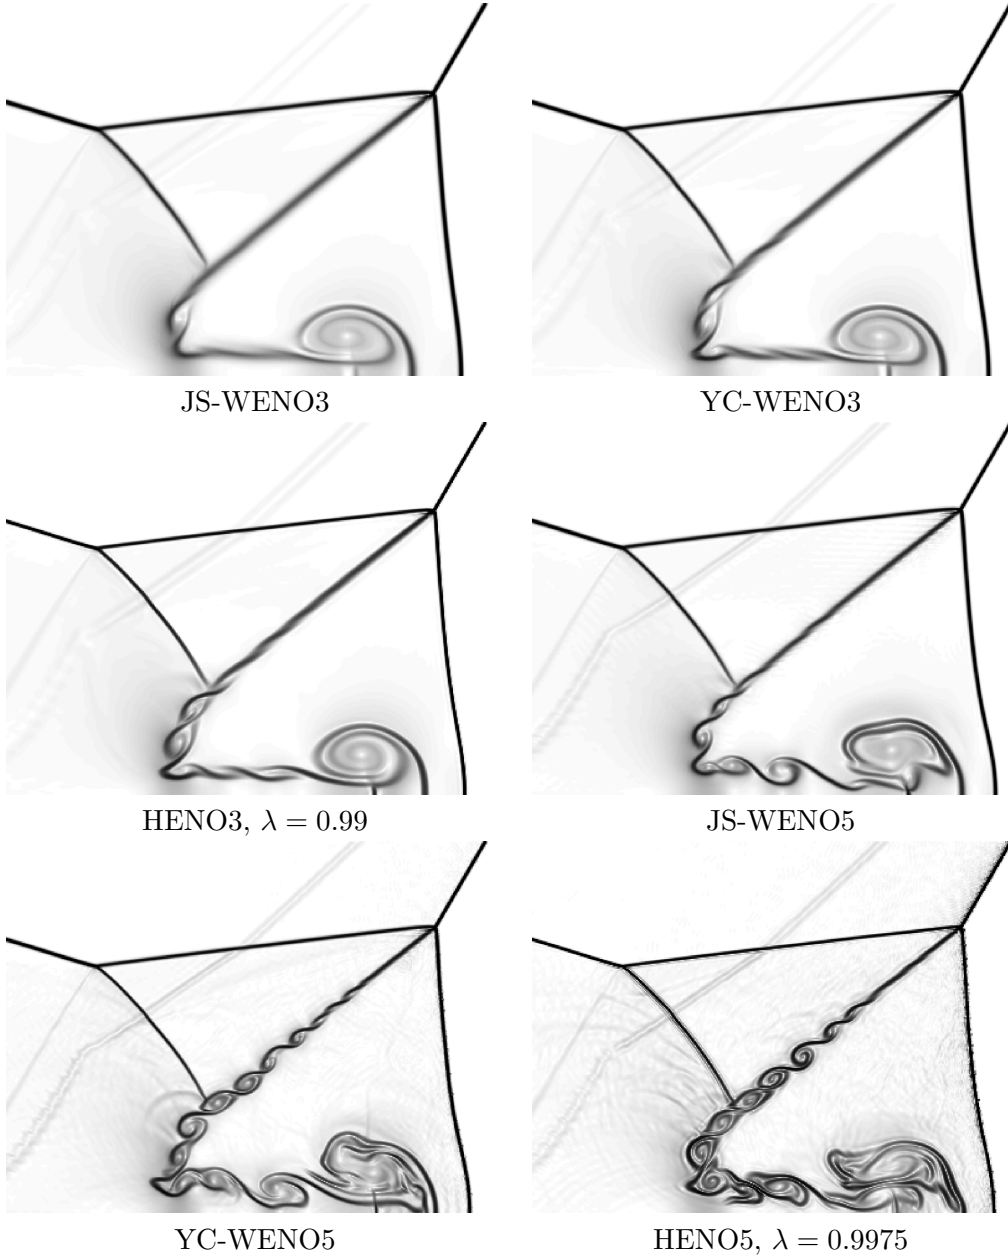 JS-WENO3
YC-WENO3
HENO3, λ = 0.99
JS-WENO5
YC-WENO5
HENO5, λ = 0.9975